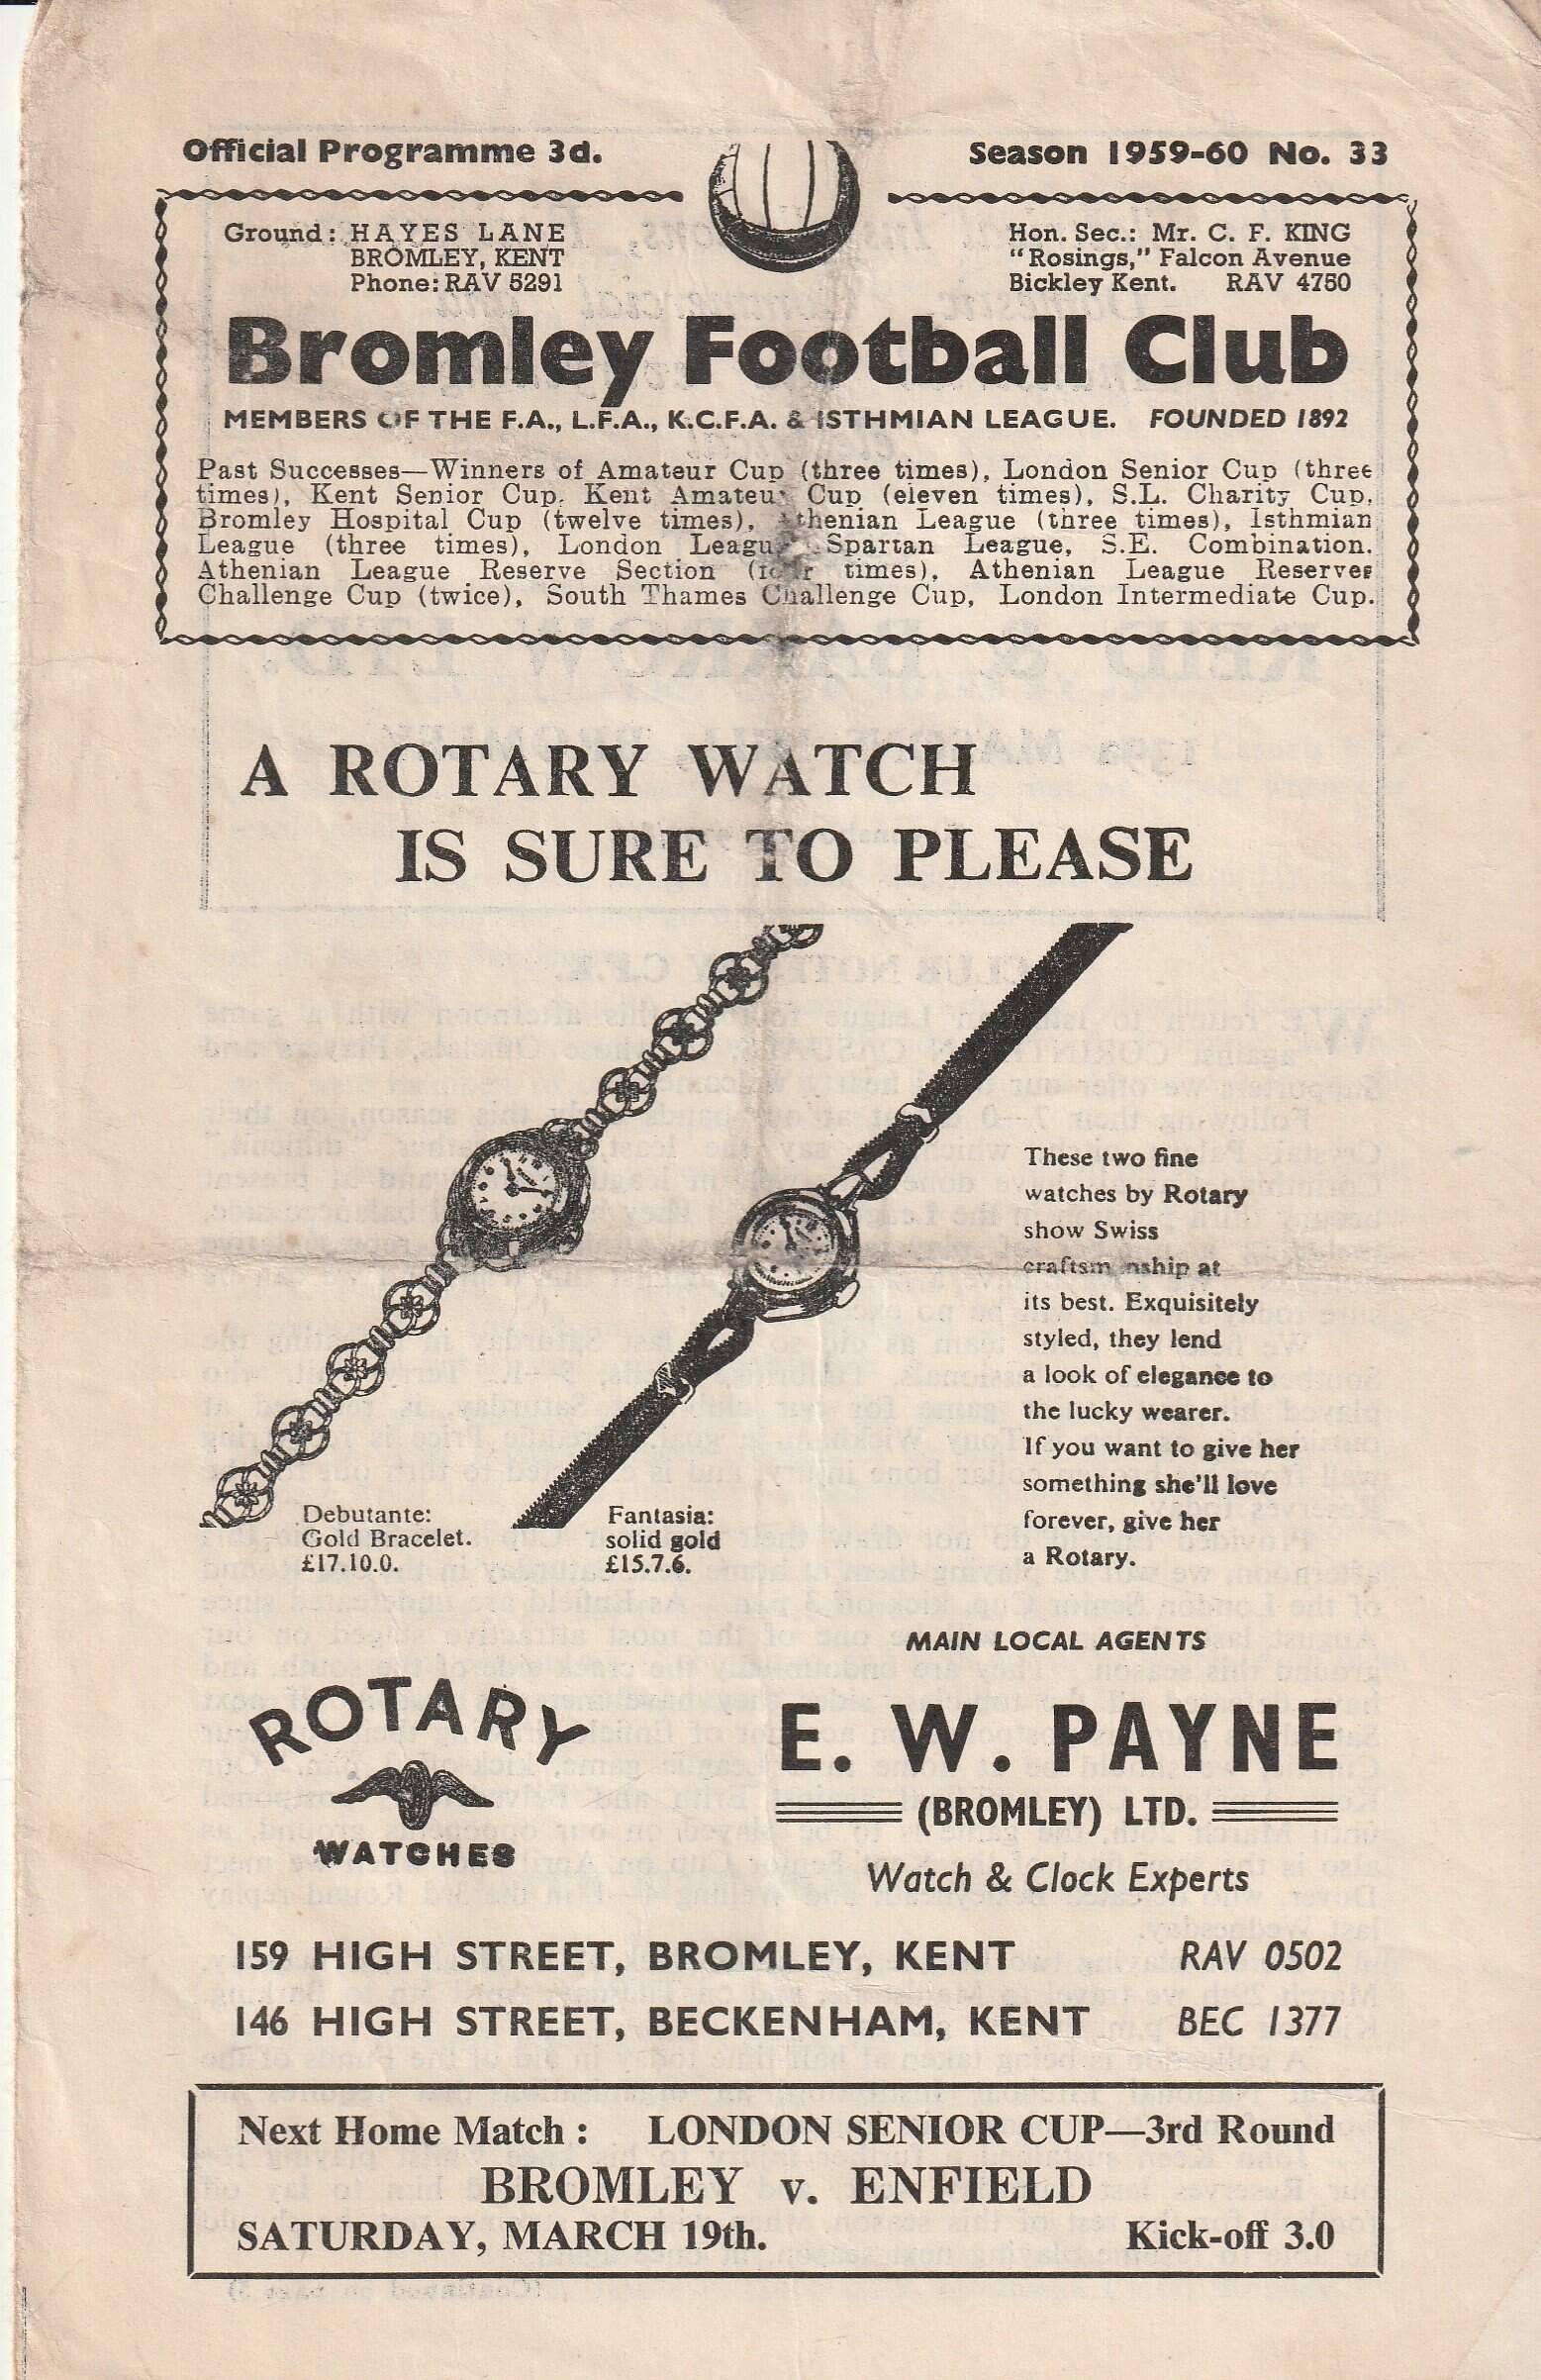 Official Programme 3d.
Season 1959-60 No. 33
Ground: HAYES LANE
BROMLEY, KENT
Phone: RAV 5291
Hon. Sec.: Mr. C. F. KING
"Rosings," Falcon Avenue
Bickley Kent. RAV 4750
Bromley Football Club
MEMBERS OF THE F.A., L.F.A., K.C.F.A. & ISTHMIAN LEAGUE. FOUNDED 1892
Past Successes—Winners of Amateur Cup (three times), London Senior Cup (three
times), Kent Senior Cup, Kent Amateur Cup (eleven times), S.L. Charity Cup,
Bromley Hospital Cup (twelve times), Athenian League (three times), Isthmian
League (three times), London League, Spartan League, S.E. Combination.
Athenian League Reserve Section (four times), Athenian League Reserves
Challenge Cup (twice), South Thames Challenge Cup, London Intermediate Cup.
A ROTARY WATCH
IS SURE TO PLEASE
These two fine
watches by Rotary
show Swiss
craftsmanship at
its best. Exquisitely
styled, they lend
a look of elegance to
the lucky wearer.
If you want to give her
something she'll love
forever, give her
a Rotary.
Debutante:
Gold Bracelet.
£17.10.0.
Fantasia:
solid gold
£15.7.6.
MAIN LOCAL AGENTS
ROTARY
WATCHES
E. W. PAYNE
(BROMLEY) LTD.
Watch & Clock Experts
159 HIGH STREET, BROMLEY, KENT RAV 0502
146 HIGH STREET, BECKENHAM, KENT BEC 1377
Next Home Match : LONDON SENIOR CUP—3rd Round
BROMLEY v. ENFIELD
SATURDAY, MARCH 19th. Kick-off 3.0